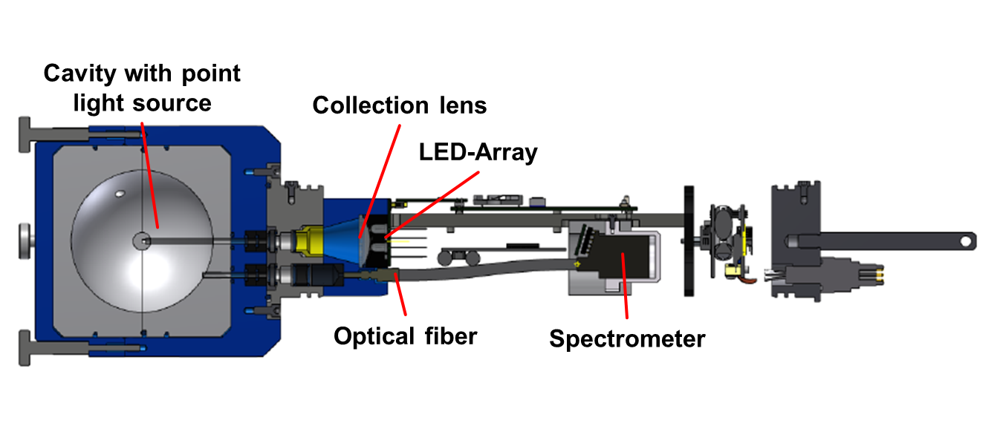 Cavity with point
light source
Collection lens
LED-Array
Optical fiber
Spectrometer